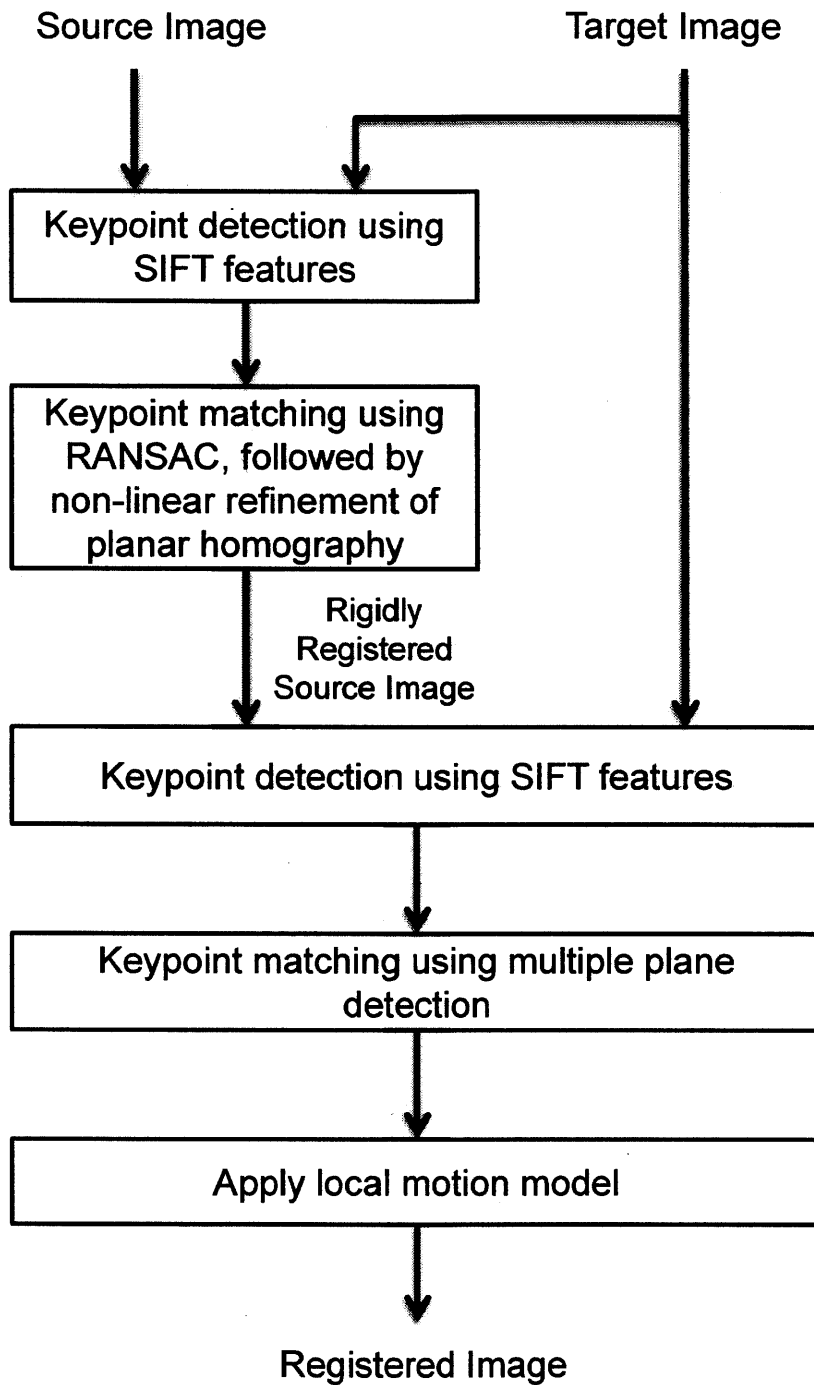 Source Image
Target Image
Keypoint detection using
SIFT features
Keypoint matching using
RANSAC, followed by
non-linear refinement of
planar homography
Rigidly
Registered
Source Image
Keypoint detection using SIFT features
Keypoint matching using multiple plane
detection
Apply local motion model
Registered Image